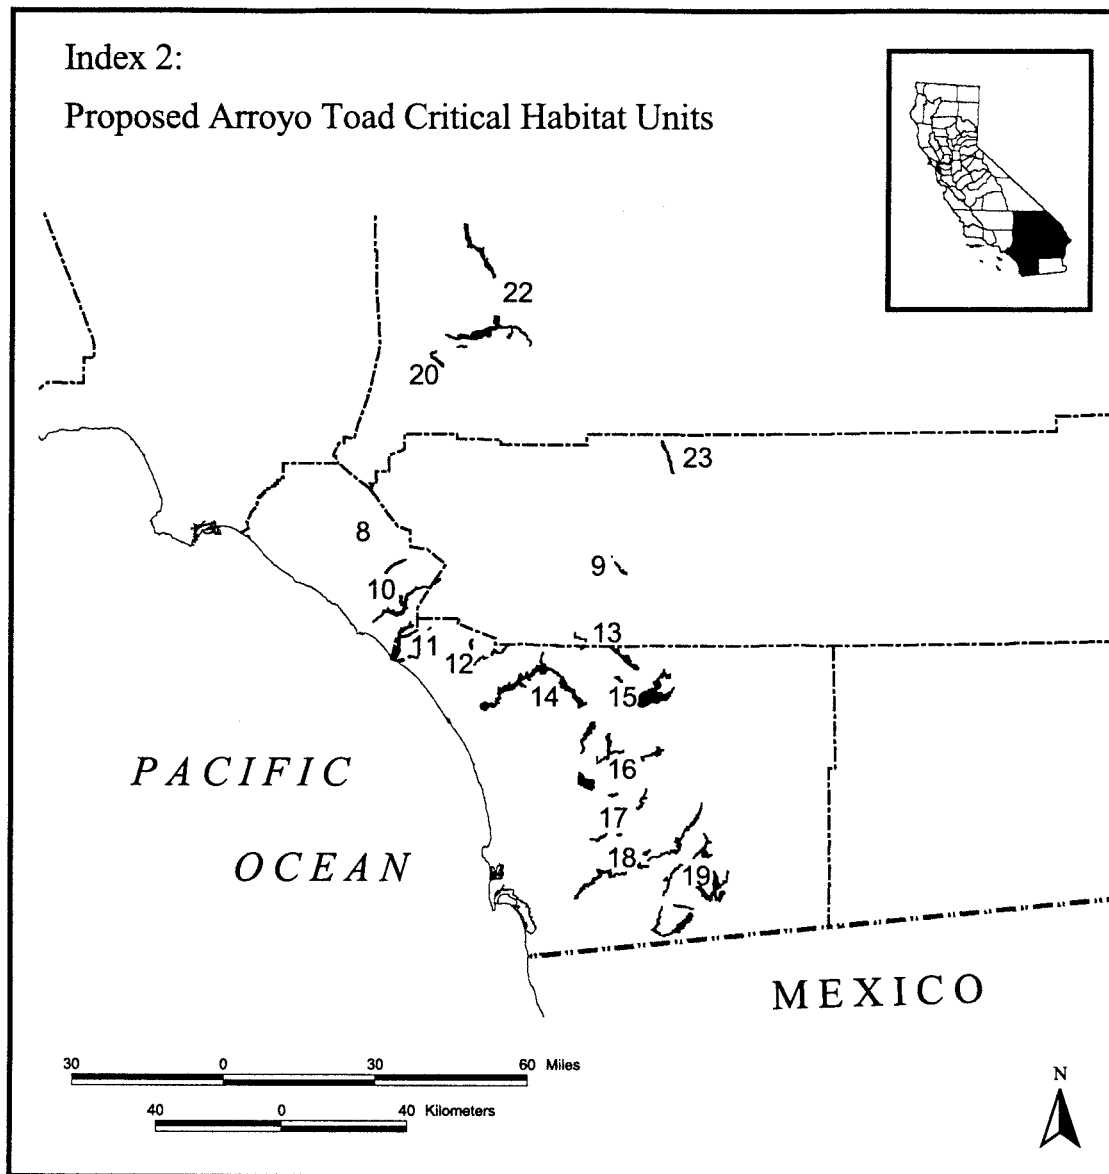 Index 2:
Proposed Arroyo Toad Critical Habitat Units
22
20
23
8
9
10
11
13
12
14
15
PACIFIC
16
17
OCEAN
18
19
MEXICO
30 0 30 60 Miles
40 0 40 Kilometers
N